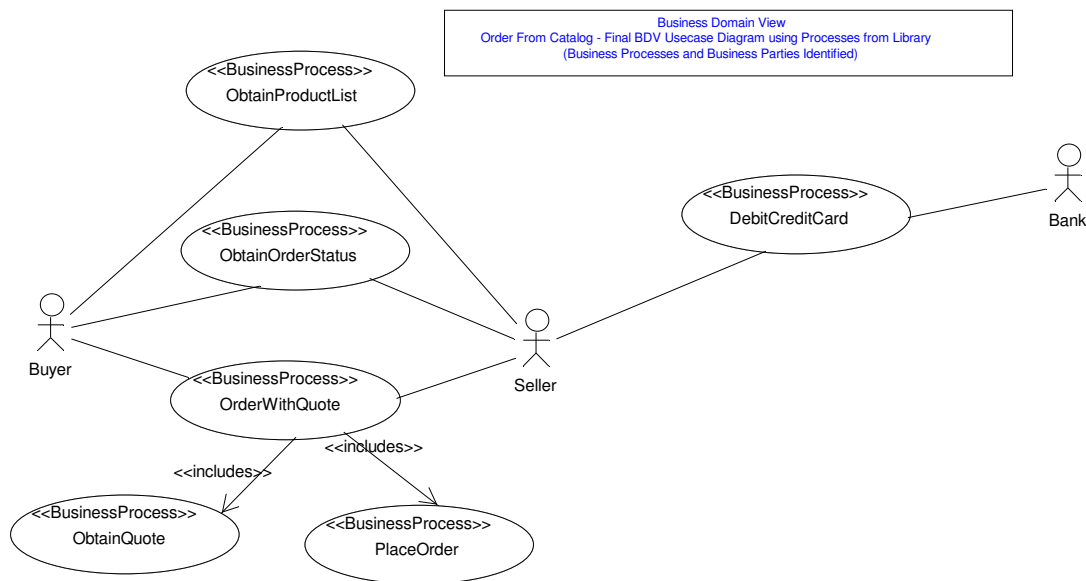 Business Domain View
Order From Catalog - Final BDV Usecase Diagram using Processes from Library
(Business Processes and Business Parties Identified)
<<BusinessProcess>>
ObtainProductList
<<BusinessProcess>>
DebitCreditCard
Bank
<<BusinessProcess>>
ObtainOrderStatus
Buyer
Seller
<<BusinessProcess>>
OrderWithQuote
<<includes>>
<<includes>>
<<BusinessProcess>>
ObtainQuote
<<BusinessProcess>>
PlaceOrder